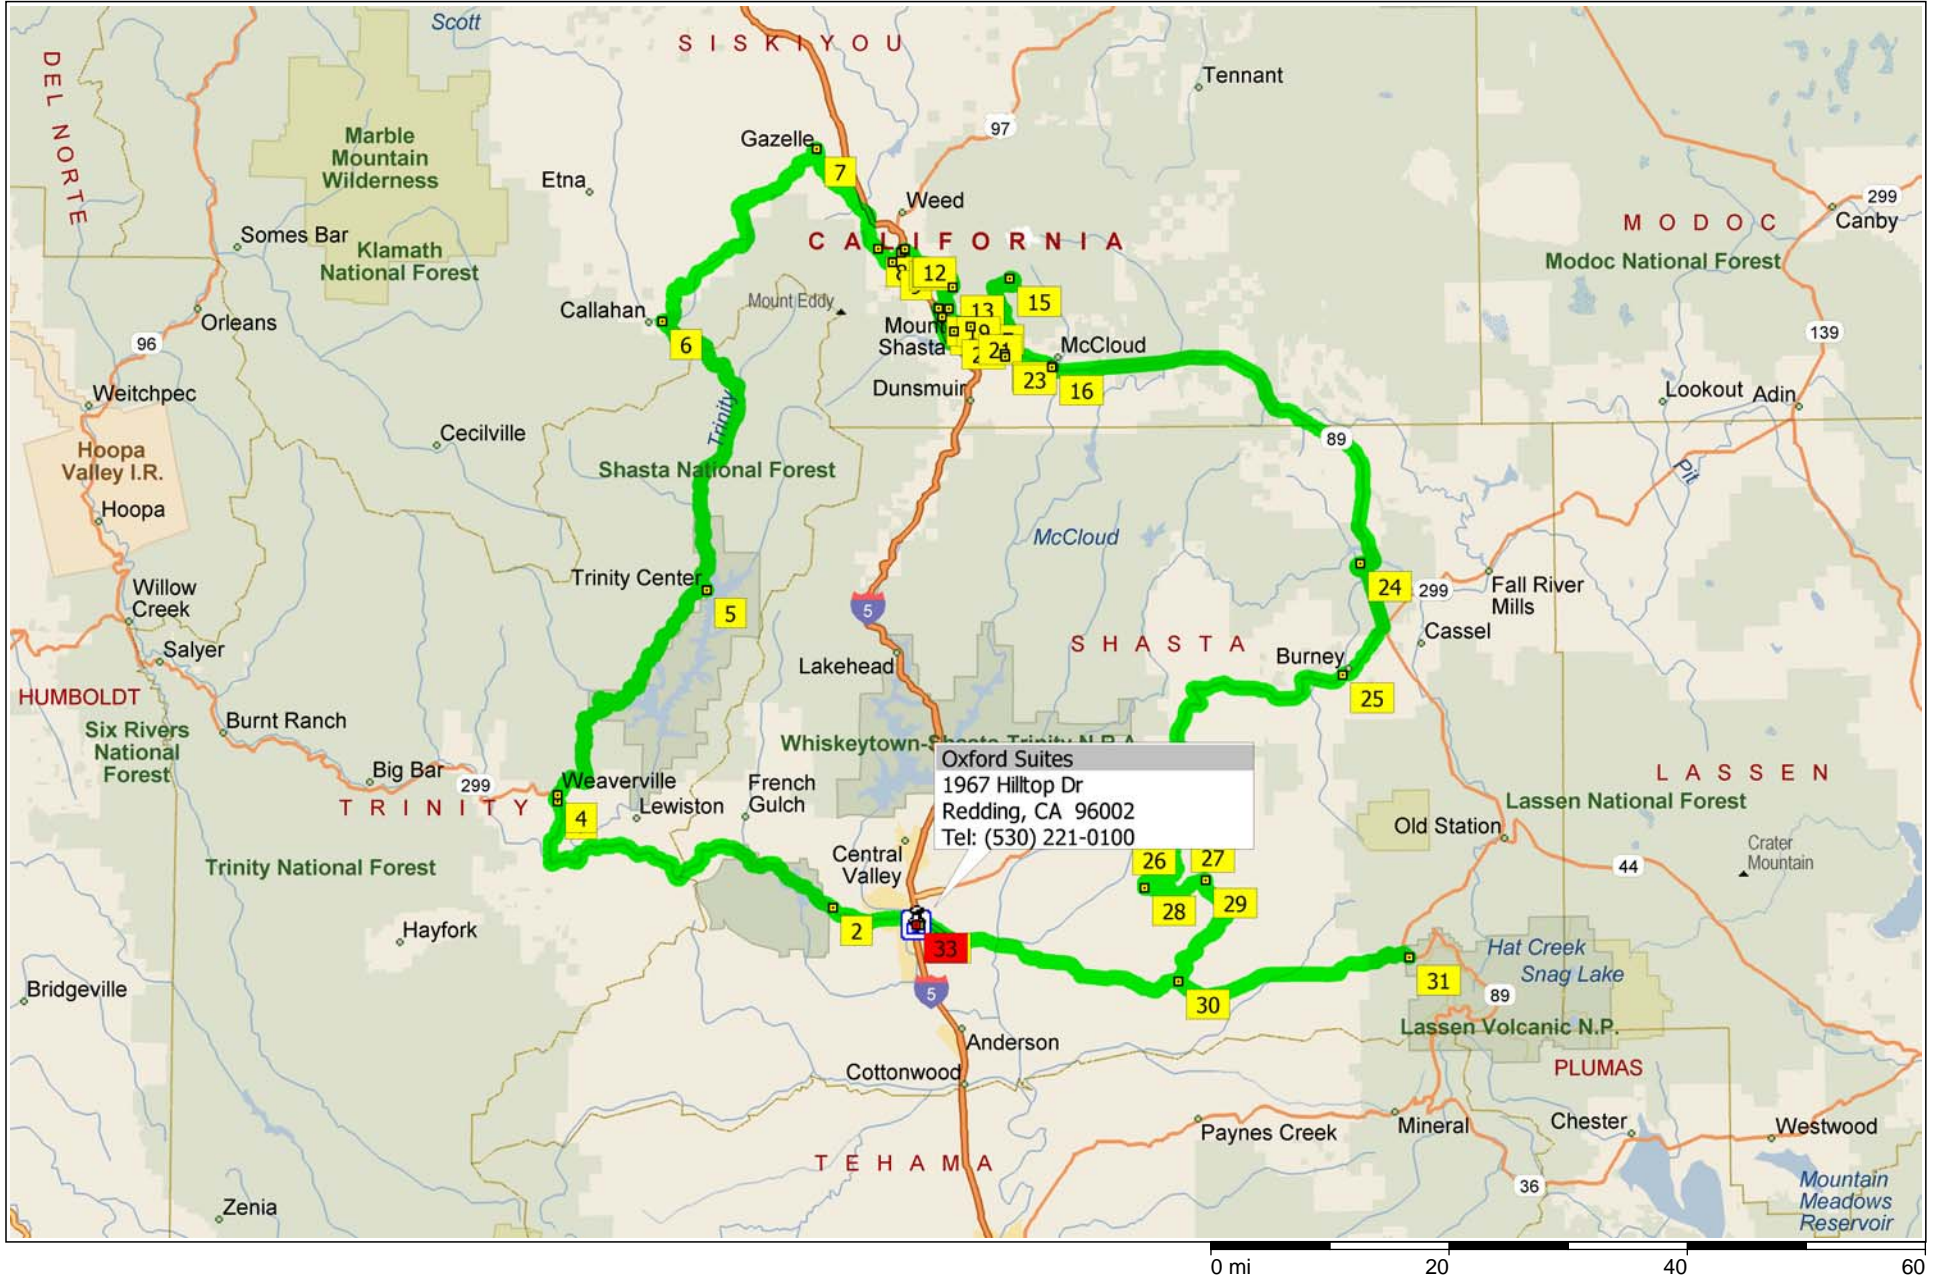 Scott
SISKIYOU
DEL NORTE
Tennant
97
Marble
Mountain
Wilderness
Gazelle
7
Etna
Weed
299
Canby
MODOC
CALIFORNIA
Somes Bar
Klamath
National Forest
Modoc National Forest
8
12
15
Mount Eddy
13
Callahan
Orleans
6
Mount
Shasta
21
McCloud
139
96
23
16
Dunsmuir
Weitchpec
Lookout
Adin
Trinity
Cecilville
89
Hoopa
Valley I.R.
Shasta National Forest
Pit
Hoopa
McCloud
Trinity Center
5
Willow
Creek
5
24
299
Fall River
Mills
Salyer
Cassel
SHASTA
Lakehead
Burney
25
HUMBOLDT
Six Rivers
National
Forest
Burnt Ranch
Whiskeytown-Shasta-Trinity N.R.A.
Oxford Suites
1967 Hilltop Dr
Redding, CA 96002
Tel: (530) 221-0100
Big Bar
299
Weaverville
French
Gulch
LASSEN
TRINITY
4
Lewiston
Lassen National Forest
Old Station
Crater
Mountain
Central
Valley
26
27
44
Trinity National Forest
28
29
2
Hayfork
33
Hat Creek
Snag Lake
31
89
Bridgeville
5
30
Lassen Volcanic N.P.
Anderson
Cottonwood
PLUMAS
Paynes Creek
Mineral
Chester
Westwood
TEHAMA
36
Mountain
Meadows
Reservoir
Zenia
0 mi 20 40 60